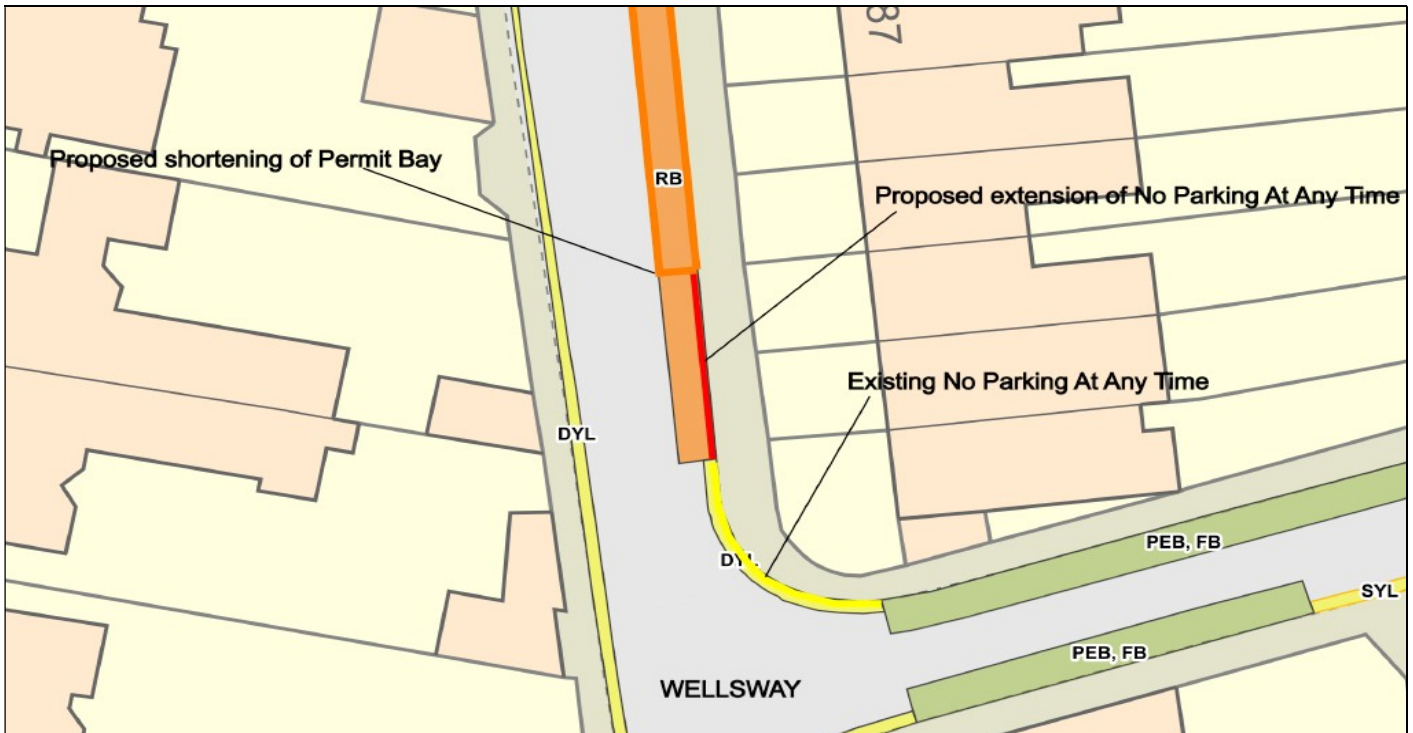 87
Proposed shortening of Permit Bay
RB
Proposed extension of No Parking At Any Time
Existing No Parking At Any Time
DYL
PEB, FB
DYL
SYL
PEB, FB
WELLSWAY